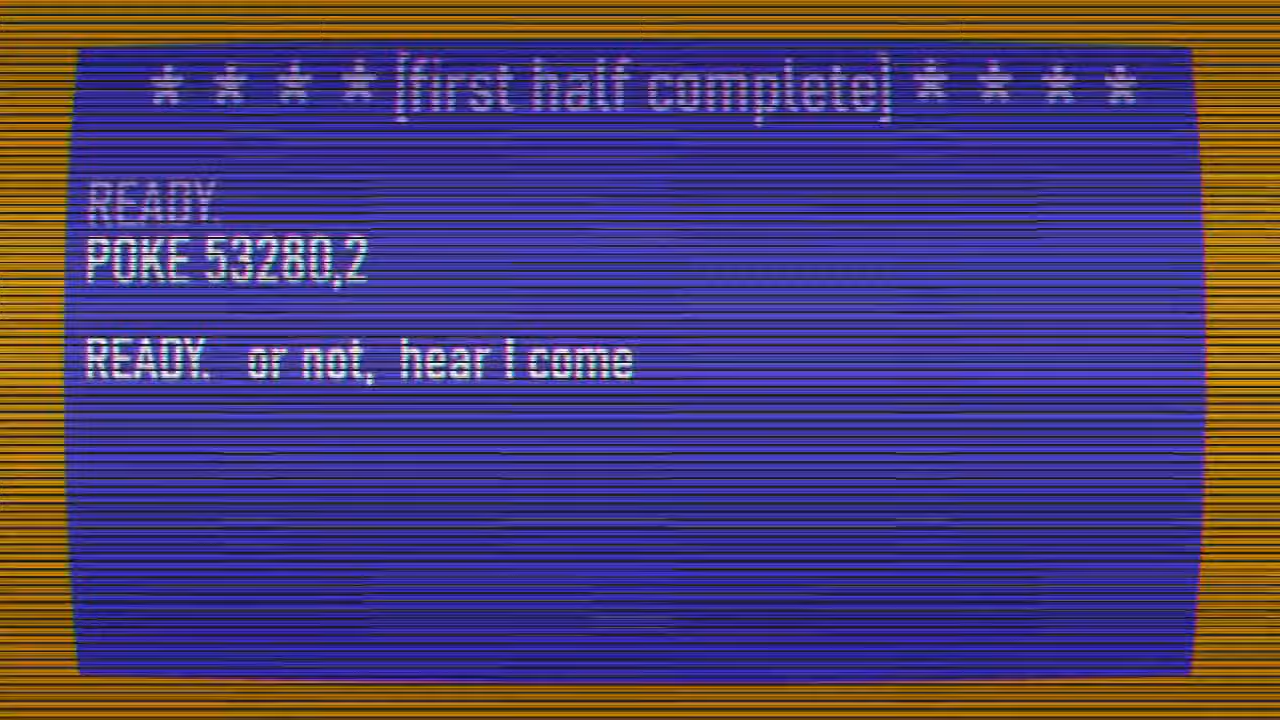 * * * * [first half complete] * * * *
READY.
POKE 53280,2
READY. or not, hear I come